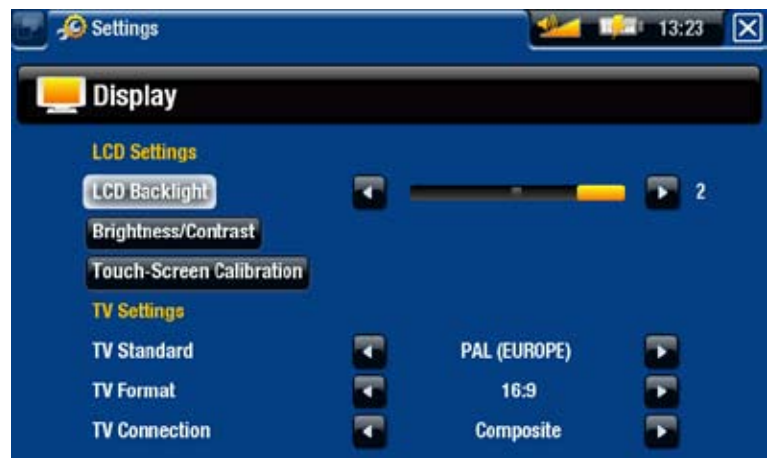 Settings 13:23
Display
LCD Settings
LCD Backlight 2
Brightness/Contrast
Touch-Screen Calibration
TV Settings
TV Standard PAL (EUROPE)
TV Format 16:9
TV Connection Composite